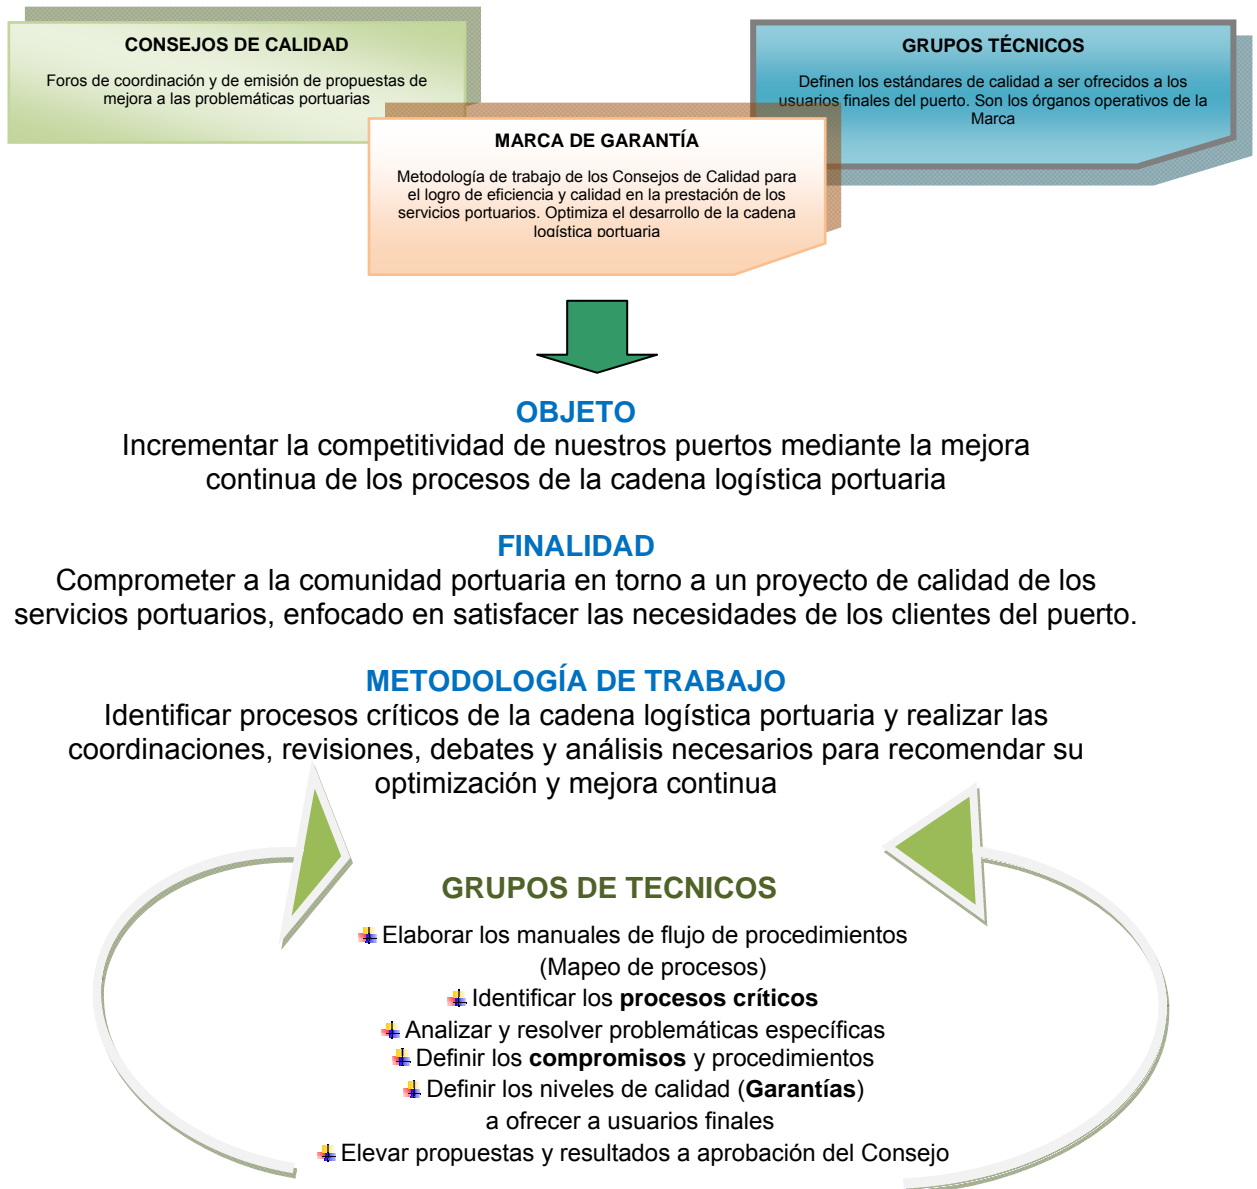 CONSEJOS DE CALIDAD
Foros de coordinación y de emisión de propuestas de
mejora a las problemáticas portuarias
GRUPOS TÉCNICOS
Definen los estándares de calidad a ser ofrecidos a los
usuarios finales del puerto. Son los órganos operativos de la
Marca
MARCA DE GARANTÍA
Metodología de trabajo de los Consejos de Calidad para
el logro de eficiencia y calidad en la prestación de los
servicios portuarios. Optimiza el desarrollo de la cadena
logística portuaria
OBJETO
Incrementar la competitividad de nuestros puertos mediante la mejora
continua de los procesos de la cadena logística portuaria
FINALIDAD
Comprometer a la comunidad portuaria en torno a un proyecto de calidad de los
servicios portuarios, enfocado en satisfacer las necesidades de los clientes del puerto.
METODOLOGÍA DE TRABAJO
Identificar procesos críticos de la cadena logística portuaria y realizar las
coordinaciones, revisiones, debates y análisis necesarios para recomendar su
optimización y mejora continua
GRUPOS DE TECNICOS
Elaborar los manuales de flujo de procedimientos
(Mapeo de procesos)
Identificar los procesos críticos
Analizar y resolver problemáticas específicas
Definir los compromisos y procedimientos
Definir los niveles de calidad (Garantías)
a ofrecer a usuarios finales
Elevar propuestas y resultados a aprobación del Consejo